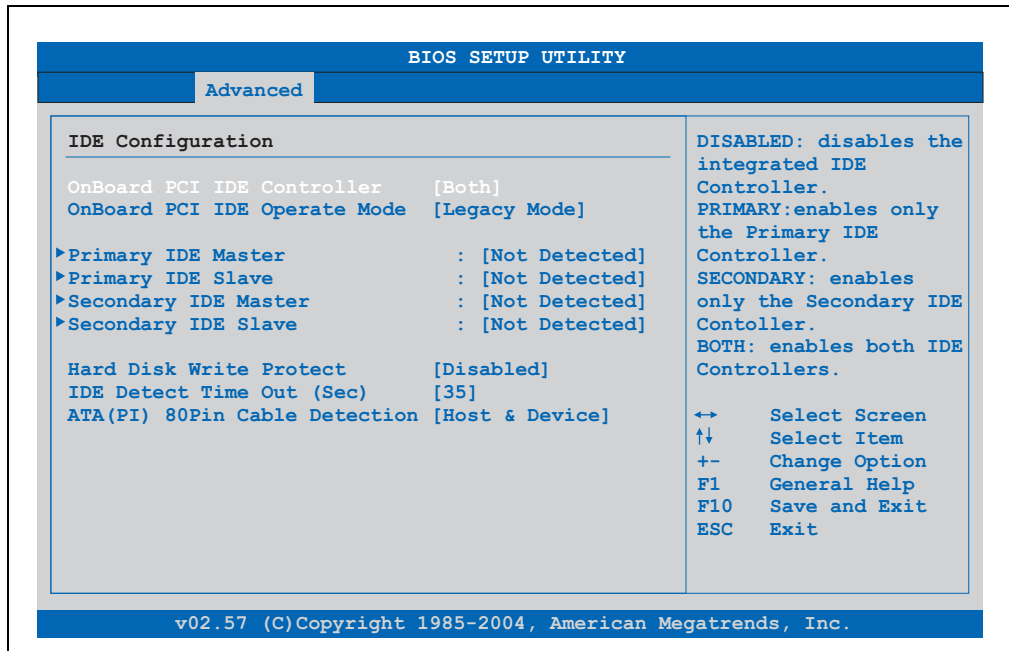 BIOS SETUP UTILITY
Advanced
IDE Configuration
OnBoard PCI IDE Controller [Both]
OnBoard PCI IDE Operate Mode [Legacy Mode]
Primary IDE Master : [Not Detected]
Primary IDE Slave : [Not Detected]
Secondary IDE Master : [Not Detected]
Secondary IDE Slave : [Not Detected]
Hard Disk Write Protect [Disabled]
IDE Detect Time Out (Sec) [35]
ATA(PI) 80Pin Cable Detection [Host & Device]
DISABLED: disables the
integrated IDE
Controller.
PRIMARY:enables only
the Primary IDE
Controller.
SECONDARY: enables
only the Secondary IDE
Contoller.
BOTH: enables both IDE
Controllers.
↔ Select Screen
↑↓ Select Item
+- Change Option
F1 General Help
F10 Save and Exit
ESC Exit
v02.57 (C)Copyright 1985-2004, American Megatrends, Inc.